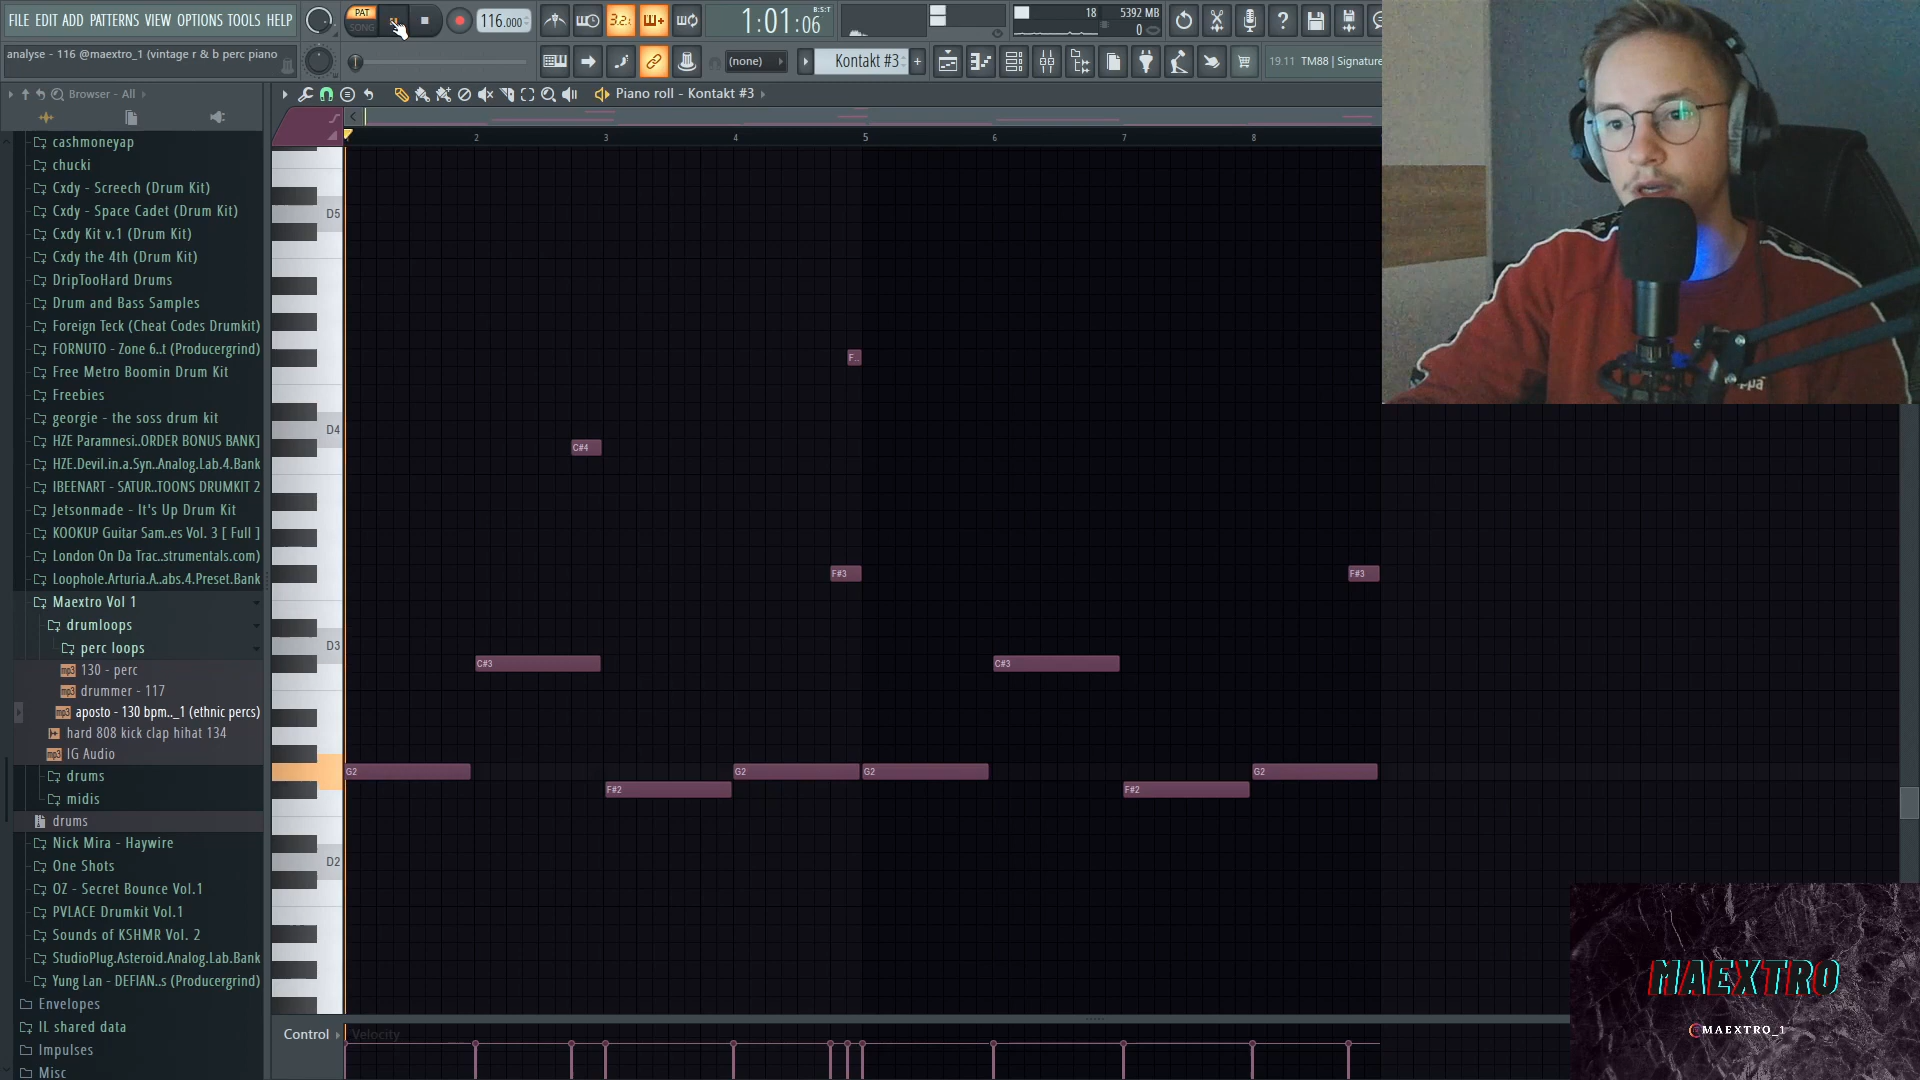 FILE EDIT ADD PATTERNS VIEW OPTIONS TOOLS HELP
PAT
SONG
116.000
3.2.
1:01:06
B:S:T
18
5392 MB
0
analyse - 116 @maextro_1 (vintage r & b perc piano
(none)
Kontakt #3
19.11 TM88 | Signature
Browser - All
Piano roll - Kontakt #3
2 3 4 5 6 7 8
cashmoneyap
chucki
Cxdy - Screech (Drum Kit)
Cxdy - Space Cadet (Drum Kit)
Cxdy Kit v.1 (Drum Kit)
Cxdy the 4th (Drum Kit)
DripTooHard Drums
Drum and Bass Samples
Foreign Teck (Cheat Codes Drumkit)
FORNUTO - Zone 6..t (Producergrind)
Free Metro Boomin Drum Kit
Freebies
georgie - the soss drum kit
HZE Paramnesi..ORDER BONUS BANK]
HZE.Devil.in.a.Syn..Analog.Lab.4.Bank
IBEENART - SATUR..TOONS DRUMKIT 2
Jetsonmade - It's Up Drum Kit
KOOKUP Guitar Sam..es Vol. 3 [ Full ]
London On Da Trac..strumentals.com)
Loophole.Arturia.A..abs.4.Preset.Bank
Maextro Vol 1
drumloops
perc loops
mp3 130 - perc
mp3 drummer - 117
mp3 aposto - 130 bpm.._1 (ethnic percs)
hard 808 kick clap hihat 134
mp3 IG Audio
drums
midis
drums
Nick Mira - Haywire
One Shots
OZ - Secret Bounce Vol.1
PVLACE Drumkit Vol.1
Sounds of KSHMR Vol. 2
StudioPlug.Asteroid.Analog.Lab.Bank
Yung Lan - DEFIAN..s (Producergrind)
Envelopes
IL shared data
Impulses
Misc
D5
F..
D4
C#4
F#3
F#3
D3
C#3
C#3
G2
G2
G2
G2
F#2
F#2
D2
Control
Velocity
MAEXTRO
@MAEXTRO_1